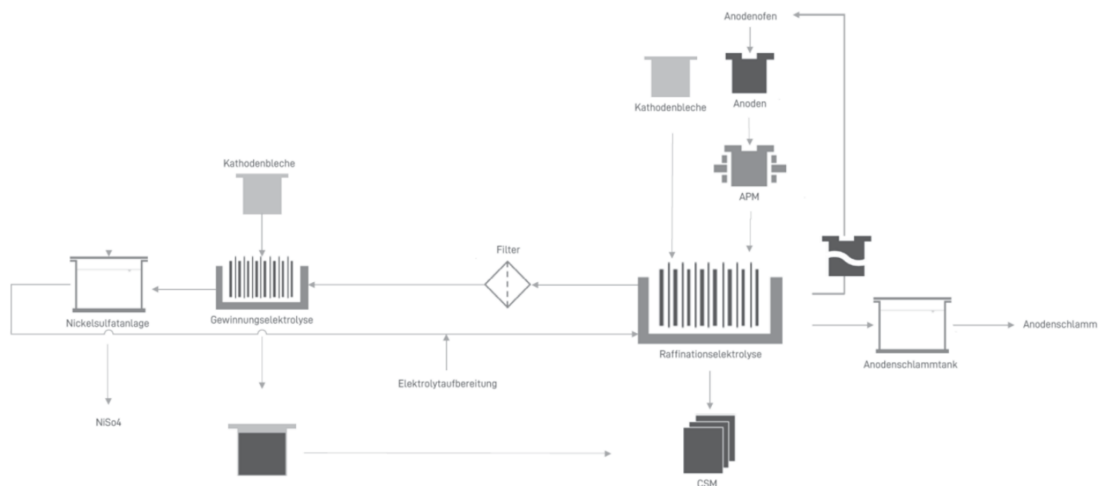 Anodenofen
Kathodenbleche
Anoden
Kathodenbleche
APM
Filter
Nickelsulfatanlage
Gewinnungselektrolyse
Raffinationselektrolyse
Anodenschlamm
Anodenschlammtank
Elektrolytaufbereitung
NiSo4
CSM